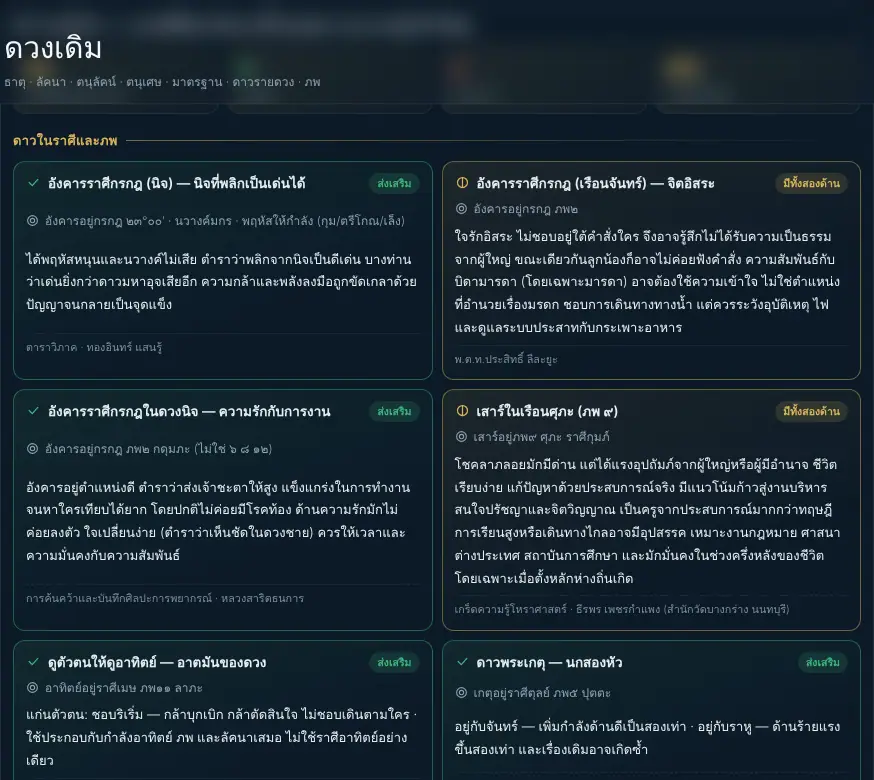 ดวงเดิม
ธาตุ · ลัคนา · ตนุลัคน์ · ตนุเศษ · มาตรฐาน · ดาวรายดวง · ภพ
ดาวในราศีและภพ
อังคารราศีกรกฎ (นิจ) — นิจที่พลิกเป็นเด่นได้
ส่งเสริม
อังคารอยู่กรกฎ ๒๓°๐๐′ · นวางค์มกร · พฤหัสให้กำลัง (กุม/ตรีโกณ/เล็ง)
ได้พฤหัสหนุนและนวางค์ไม่เสีย ตำราว่าพลิกจากนิจเป็นดีเด่น บางท่าน
ว่าเด่นยิ่งกว่าดาวมหาอุจเสียอีก ความกล้าและพลังลงมือถูกขัดเกลาด้วย
ปัญญาจนกลายเป็นจุดแข็ง
ดาราวิภาค · ทองอินทร์ แสนรู้
อังคารราศีกรกฎ (เรือนจันทร์) — จิตอิสระ
มีทั้งสองด้าน
อังคารอยู่กรกฎ ภพ๒
ใจรักอิสระ ไม่ชอบอยู่ใต้คำสั่งใคร จึงอาจรู้สึกไม่ได้รับความเป็นธรรม
จากผู้ใหญ่ ขณะเดียวกันลูกน้องก็อาจไม่ค่อยฟังคำสั่ง ความสัมพันธ์กับ
บิดามารดา (โดยเฉพาะมารดา) อาจต้องใช้ความเข้าใจ ไม่ใช่ตำแหน่ง
ที่อำนวยเรื่องมรดก ชอบการเดินทางทางน้ำ แต่ควรระวังอุบัติเหตุ ไฟ
และดูแลระบบประสาทกับกระเพาะอาหาร
พ.ต.ท.ประสิทธิ์ ลีละยูะ
อังคารราศีกรกฎในดวงนิจ — ความรักกับการงาน
ส่งเสริม
อังคารอยู่กรกฎ ภพ๒ กดุมภะ (ไม่ใช่ ๖ ๘ ๑๒)
อังคารอยู่ตำแหน่งดี ตำราว่าส่งเจ้าชะตาให้สูง แข็งแกร่งในการทำงาน
จนหาใครเทียบได้ยาก โดยปกติไม่ค่อยมีโรคท้อง ด้านความรักมักไม่
ค่อยลงตัว ใจเปลี่ยนง่าย (ตำราว่าเห็นชัดในดวงชาย) ควรให้เวลาและ
ความมั่นคงกับความสัมพันธ์
การค้นคว้าและบันทึกศิลปะการพยากรณ์ · หลวงสาริตธนการ
เสาร์ในเรือนศุภะ (ภพ ๙)
มีทั้งสองด้าน
เสาร์อยู่ภพ๙ ศุภะ ราศีกุมภ์
โชคลาภลอยมักมีด่าน แต่ได้แรงอุปถัมภ์จากผู้ใหญ่หรือผู้มีอำนาจ ชีวิต
เรียบง่าย แก้ปัญหาด้วยประสบการณ์จริง มีแนวโน้มก้าวสู่งานบริหาร
สนใจปรัชญาและจิตวิญญาณ เป็นครูจากประสบการณ์มากกว่าทฤษฎี
การเรียนสูงหรือเดินทางไกลอาจมีอุปสรรค เหมาะงานกฎหมาย ศาสนา
ต่างประเทศ สถาบันการศึกษา และมักมั่นคงในช่วงครึ่งหลังของชีวิต
โดยเฉพาะเมื่อตั้งหลักห่างถิ่นเกิด
เกร็ดความรู้โหราศาสตร์ · ธีรพร เพชรกำแพง (สำนักวัดบางกร่าง นนทบุรี)
ดูตัวตนให้ดูอาทิตย์ — อาตมันของดวง
ส่งเสริม
อาทิตย์อยู่ราศีเมษ ภพ๑๑ ลาภะ
แก่นตัวตน: ชอบริเริ่ม — กล้าบุกเบิก กล้าตัดสินใจ ไม่ชอบเดินตามใคร ·
ใช้ประกอบกับกำลังอาทิตย์ ภพ และลัคนาเสมอ ไม่ใช้ราศีอาทิตย์อย่าง
เดียว
ดาวพระเกตุ — นกสองหัว
ส่งเสริม
เกตุอยู่ราศีตุลย์ ภพ๕ ปุตตะ
อยู่กับจันทร์ — เพิ่มกำลังด้านดีเป็นสองเท่า · อยู่กับราหู — ด้านร้ายแรง
ขึ้นสองเท่า และเรื่องเดิมอาจเกิดซ้ำ